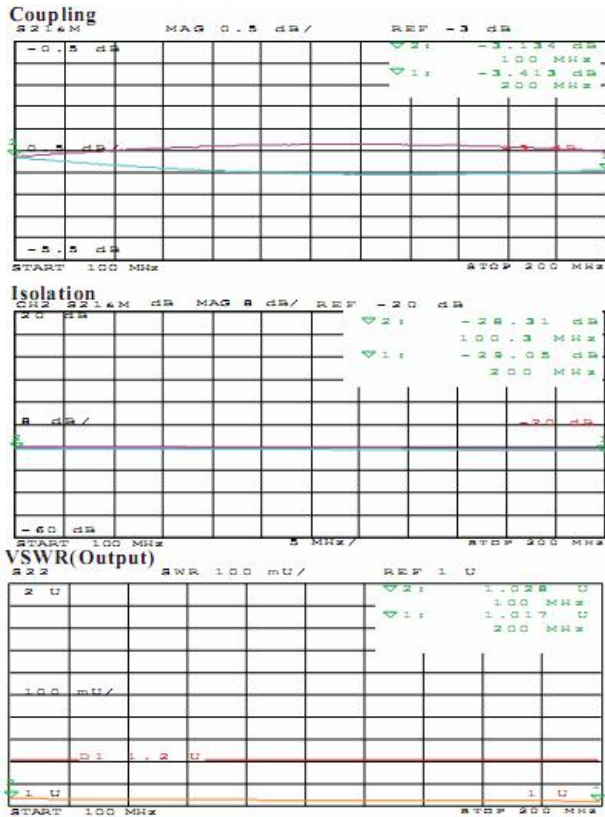 Coupling
S21&M MAG 0.5 dB/ REF -3 dB
-0.5 dB
▽2: -3.134 dB
100 MHz
▽1: -3.413 dB
200 MHz
0.5 dB/
-3 dB
-5.5 dB
START 100 MHz STOP 200 MHz
Isolation
CH2 S21&M dB MAG 8 dB/ REF -20 dB
20 dB
▽2: -28.31 dB
100.3 MHz
▽1: -29.05 dB
200 MHz
8 dB/
-20 dB
-60 dB
START 100 MHz 5 MHz/ STOP 200 MHz
VSWR(Output)
S22 SWR 100 mU/ REF 1 U
2 U
▽2: 1.028 U
100 MHz
▽1: 1.017 U
200 MHz
100 mU/
D1 1.2 U
1 U 1 U
START 100 MHz STOP 200 MHz